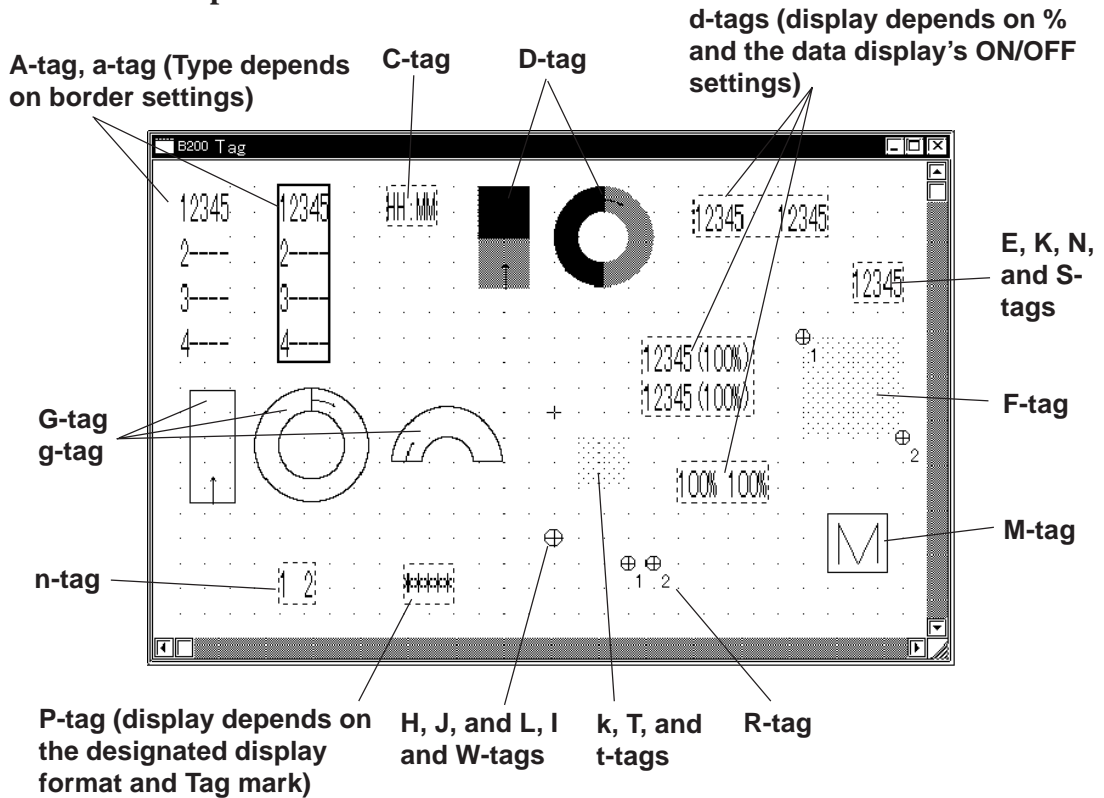 d-tags (display depends on %
and the data display's ON/OFF
settings)
A-tag, a-tag (Type depends
on border settings)
C-tag
D-tag
B200 Tag
12345
2----
3----
4----
12345
2----
3----
4----
HH:MM
12345 12345
12345
E, K, N,
and S-
tags
1
12345(100%)
12345(100%)
F-tag
2
G-tag
g-tag
100% 100%
M
M-tag
n-tag
1 2
*****
1 2
P-tag (display depends on
the designated display
format and Tag mark)
H, J, and L, I
and W-tags
k, T, and
t-tags
R-tag